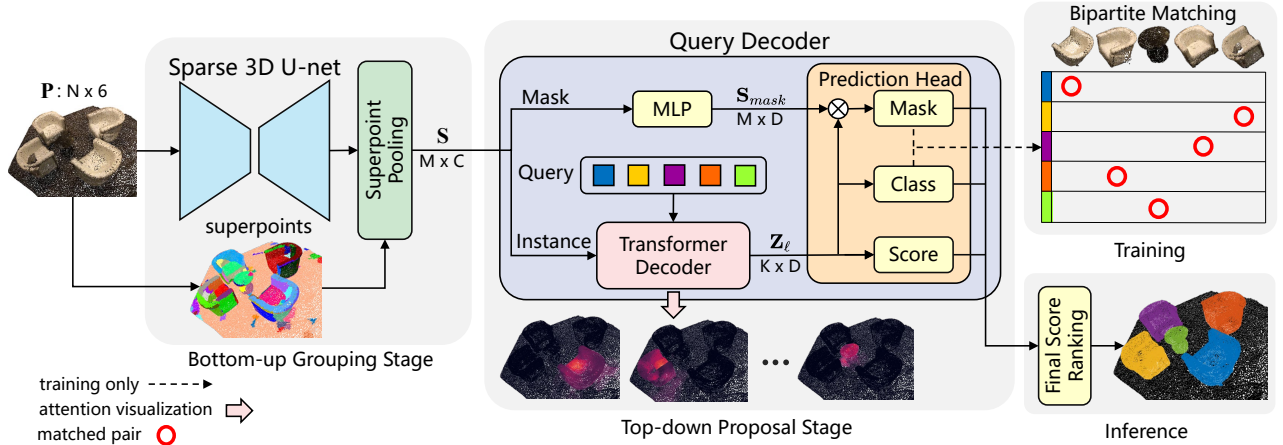 Sparse 3D U-net
P : N x 6
superpoints
Superpoint
Pooling
S
M x C
Bottom-up Grouping Stage
training only
attention visualization
matched pair
Query Decoder
Mask
MLP
S_mask
M x D
Query
Instance
Transformer
Decoder
Z_ℓ
K x D
Prediction Head
Mask
Class
Score
Top-down Proposal Stage
Bipartite Matching
Training
Final Score
Ranking
Inference